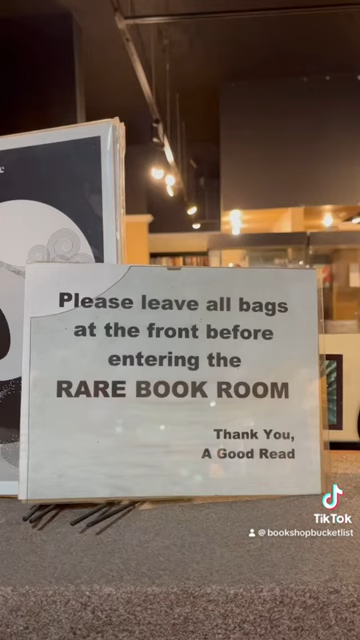 Please leave all bags
at the front before
entering the
RARE BOOK ROOM
Thank You,
A Good Read
TikTok
@bookshopbucketlist